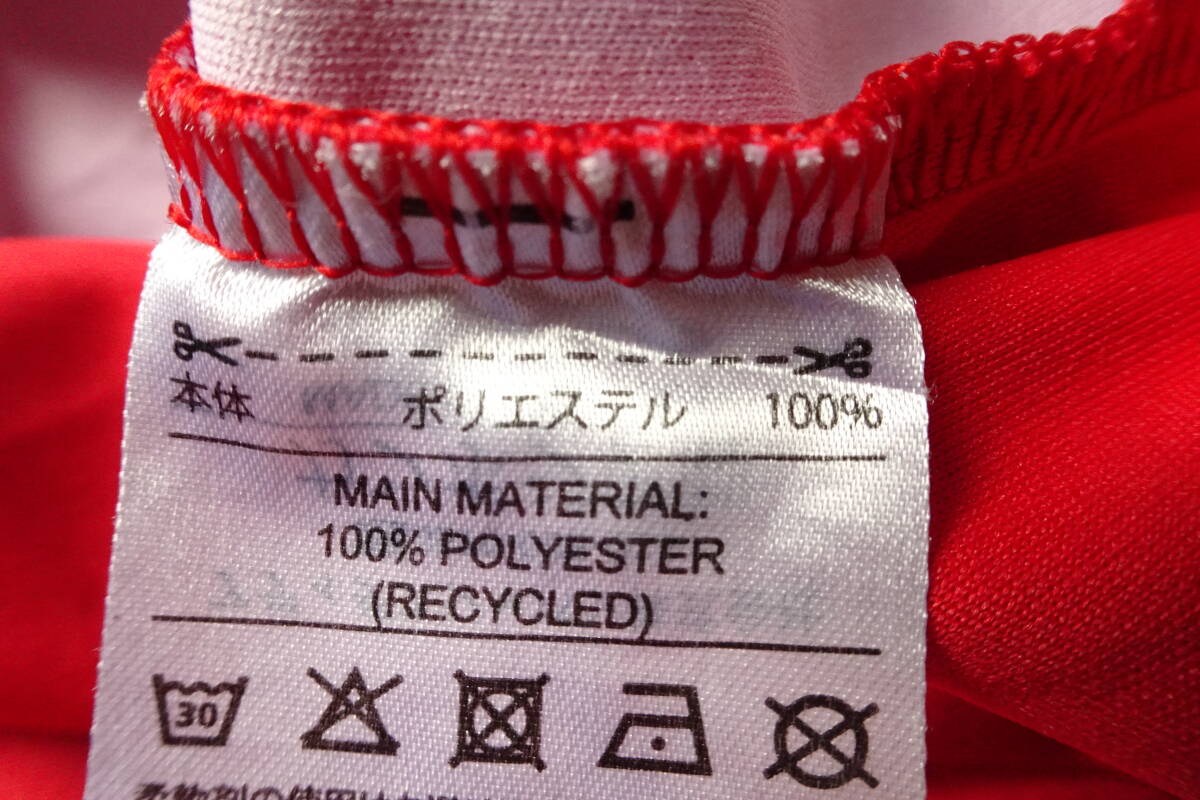 本体 ポリエステル 100%
MAIN MATERIAL:
100% POLYESTER
(RECYCLED)
30